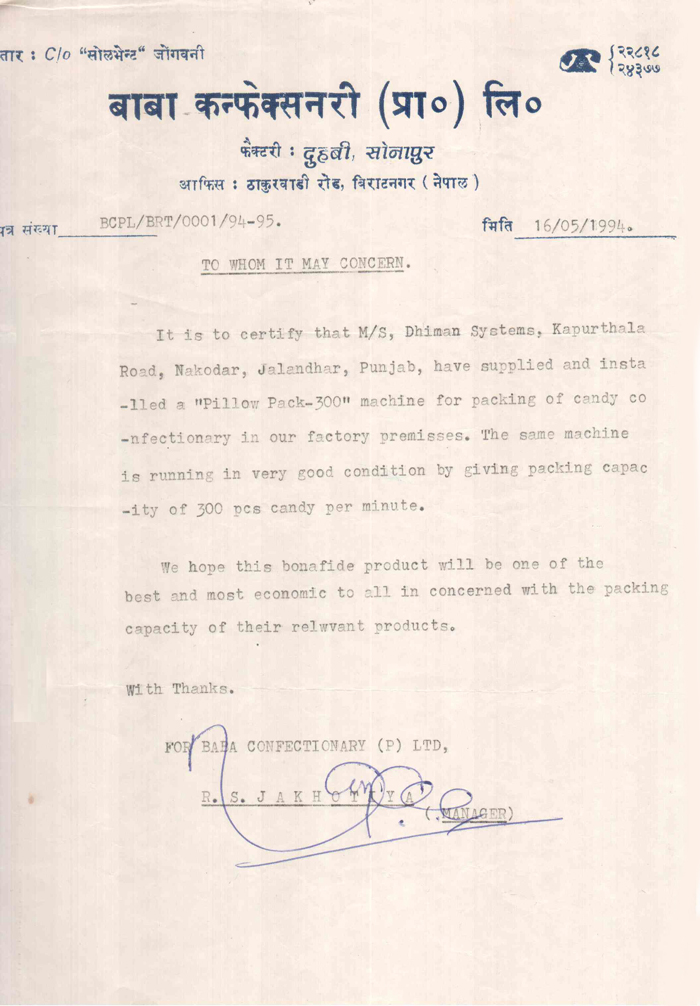 तार : C/o "सोलभेन्ट" जोगवनी
२२८१८
२४३७७
बाबा कन्फेक्सनरी (प्रा०) लि०
फैक्टरी : दुहबी, सोनापुर
आफिस : ठाकुरवाडी रोड, विराटनगर ( नेपाल )
पत्र संख्या BCPL/BRT/0001/94-95.
मिति 16/05/1994.
TO WHOM IT MAY CONCERN.
It is to certify that M/S, Dhiman Systems, Kapurthala
Road, Nakodar, Jalandhar, Punjab, have supplied and insta
-lled a "Pillow Pack-300" machine for packing of candy co
-nfectionary in our factory premisses. The same machine
is running in very good condition by giving packing capac
-ity of 300 pcs candy per minute.
We hope this bonafide product will be one of the
best and most economic to all in concerned with the packing
capacity of their relwvant products.
With Thanks.
FOR BABA CONFECTIONARY (P) LTD,
R. S. J A K H O T I Y A
(.MANAGER)